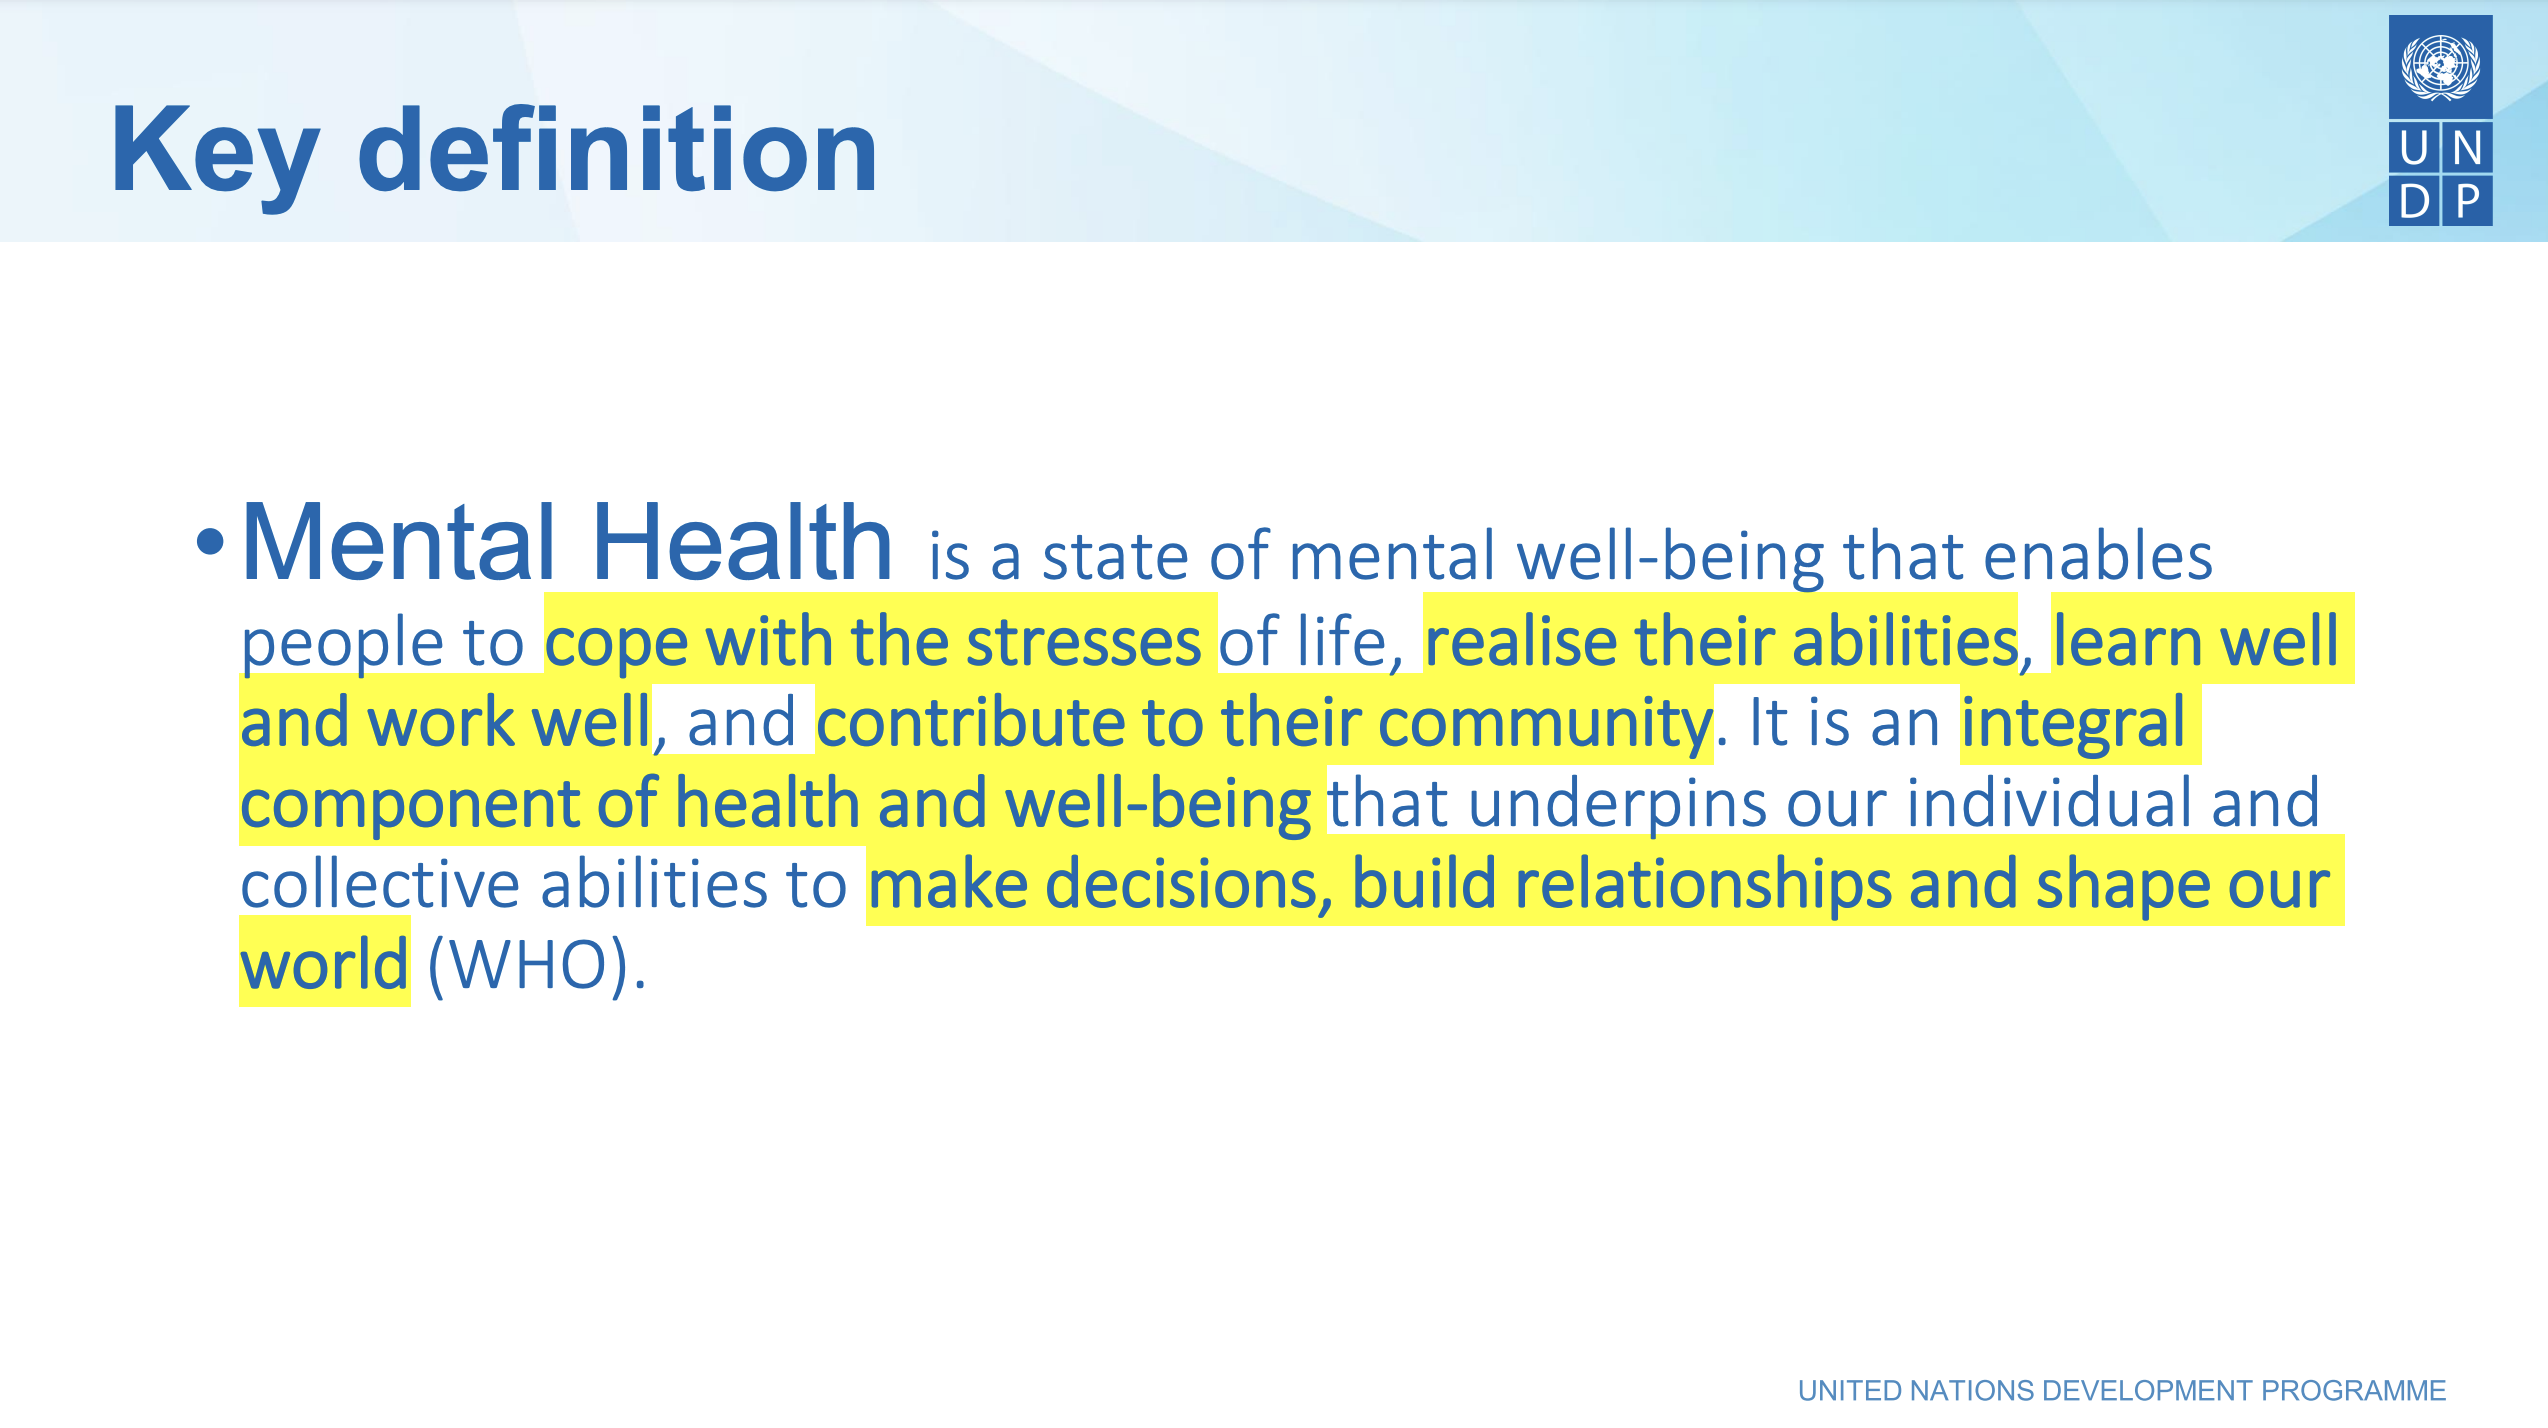 Key definition
U N
D P
•Mental Health is a state of mental well-being that enables
people to cope with the stresses of life, realise their abilities, learn well
and work well, and contribute to their community. It is an integral
component of health and well-being that underpins our individual and
collective abilities to make decisions, build relationships and shape our
world (WHO).
UNITED NATIONS DEVELOPMENT PROGRAMME